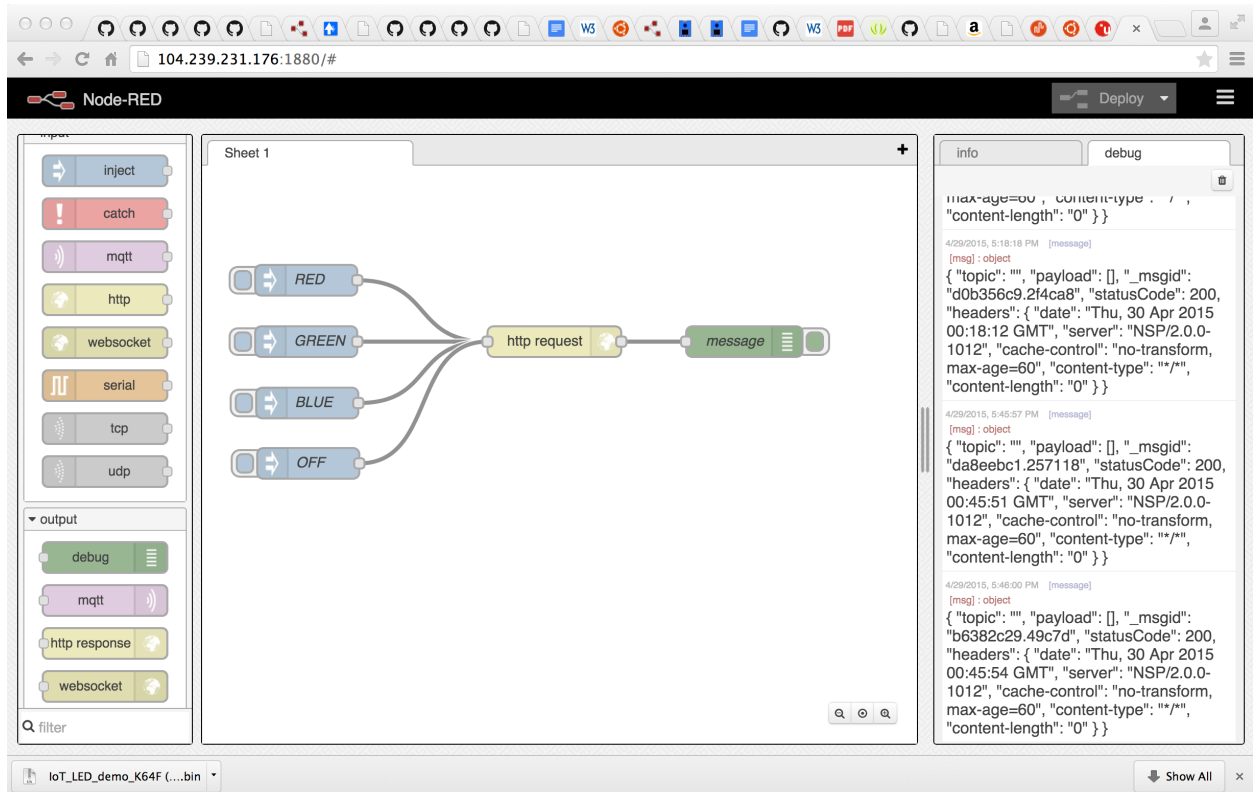 104.239.231.176:1880/#
Node-RED
Deploy
input
inject
catch
mqtt
http
websocket
serial
tcp
udp
output
debug
mqtt
http response
websocket
filter
Sheet 1
+
RED
GREEN
BLUE
OFF
http request
message
info
debug
max-age=60", "content-type": "*/*",
"content-length": "0" } }
4/29/2015, 5:18:18 PM [message]
[msg] : object
{ "topic": "", "payload": [], "_msgid":
"d0b356c9.2f4ca8", "statusCode": 200,
"headers": { "date": "Thu, 30 Apr 2015
00:18:12 GMT", "server": "NSP/2.0.0-
1012", "cache-control": "no-transform,
max-age=60", "content-type": "*/*",
"content-length": "0" } }
4/29/2015, 5:45:57 PM [message]
[msg] : object
{ "topic": "", "payload": [], "_msgid":
"da8eebc1.257118", "statusCode": 200,
"headers": { "date": "Thu, 30 Apr 2015
00:45:51 GMT", "server": "NSP/2.0.0-
1012", "cache-control": "no-transform,
max-age=60", "content-type": "*/*",
"content-length": "0" } }
4/29/2015, 5:46:00 PM [message]
[msg] : object
{ "topic": "", "payload": [], "_msgid":
"b6382c29.49c7d", "statusCode": 200,
"headers": { "date": "Thu, 30 Apr 2015
00:45:54 GMT", "server": "NSP/2.0.0-
1012", "cache-control": "no-transform,
max-age=60", "content-type": "*/*",
"content-length": "0" } }
IoT_LED_demo_K64F (....bin
Show All